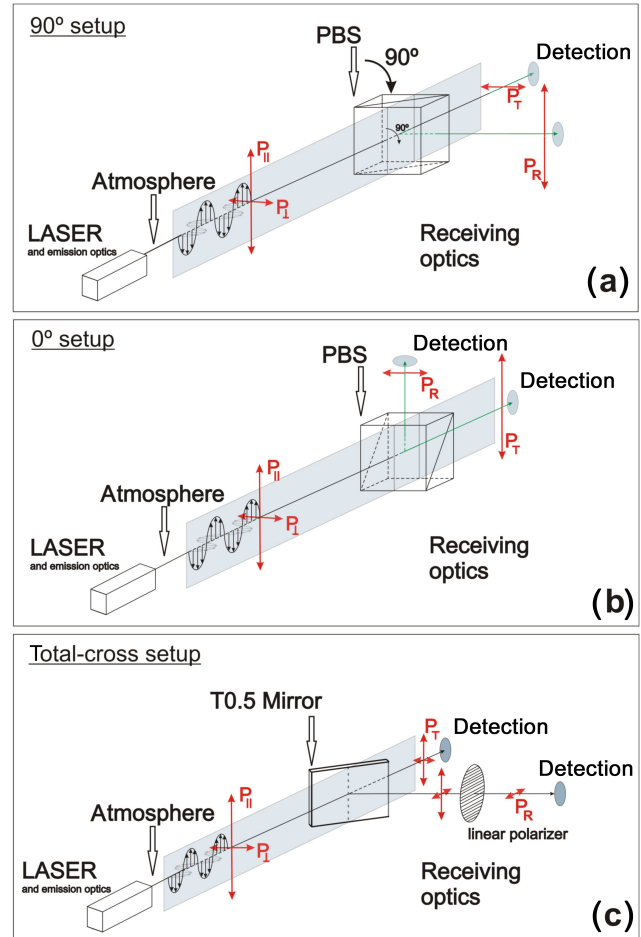 90º setup
PBS
90º
Detection
P_T
90º
P_||
Atmosphere
P_⊥
P_R
LASER
and emission optics
Receiving
optics
(a)
0º setup
Detection
PBS
P_R
Detection
P_T
P_||
Atmosphere
P_⊥
LASER
and emission optics
Receiving
optics
(b)
Total-cross setup
T0.5 Mirror
P_T
Detection
Detection
P_||
Atmosphere
P_R
linear polarizer
P_⊥
LASER
and emission optics
Receiving
optics
(c)